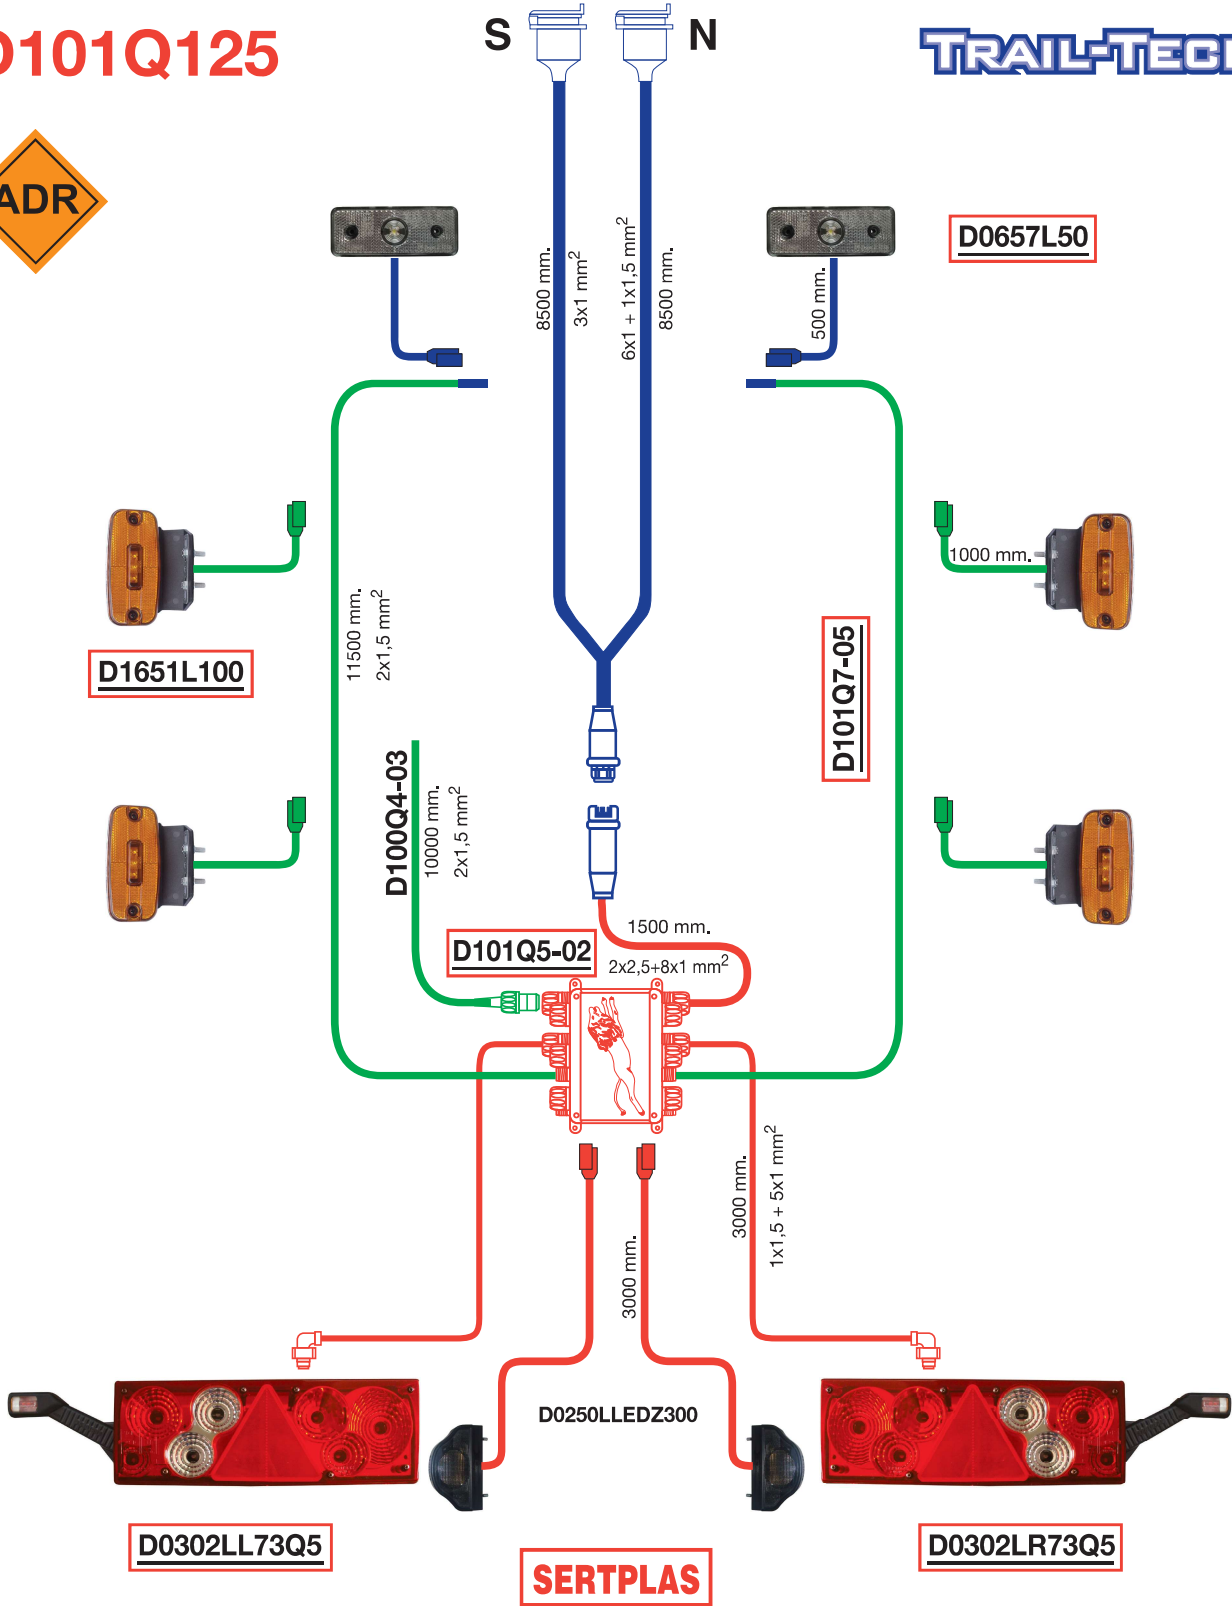 D101Q125
S
N
TRAIL-TECH
ADR
D0657L50
8500 mm.
3x1 mm²
6x1 + 1x1,5 mm²
8500 mm.
500 mm.
1000 mm.
D1651L100
11500 mm.
2x1,5 mm²
D101Q7-05
D100Q4-03
10000 mm.
2x1,5 mm²
D101Q5-02
1500 mm.
2x2,5+8x1 mm²
3000 mm.
3000 mm.
1x1,5 + 5x1 mm²
D0250LLEDZ300
D0302LL73Q5
D0302LR73Q5
SERTPLAS